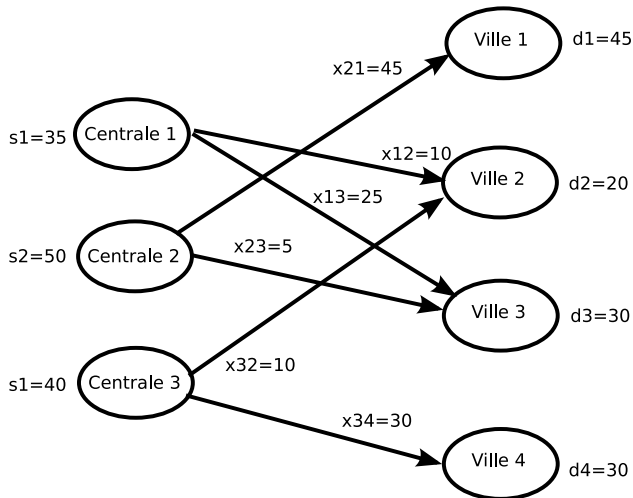 Ville 1
d1=45
x21=45
Centrale 1
s1=35
x12=10
Ville 2
d2=20
x13=25
Centrale 2
s2=50
x23=5
Ville 3
d3=30
Centrale 3
s1=40
x32=10
x34=30
Ville 4
d4=30